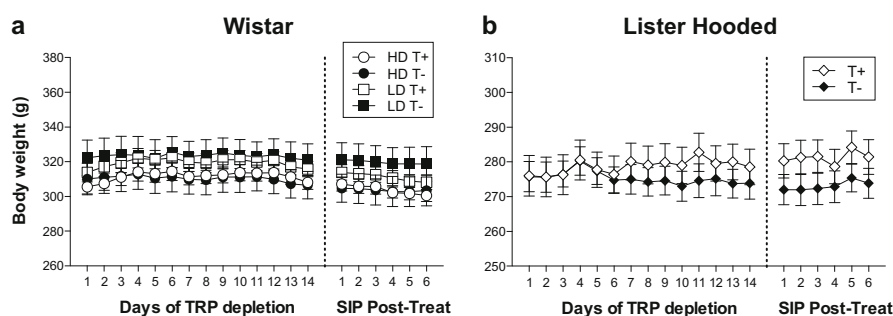 a Wistar
b Lister Hooded
Body weight (g)
380
360
340
320
300
280
260
HD T+
HD T-
LD T+
LD T-
1 2 3 4 5 6 7 8 9 10 11 12 13 14
1 2 3 4 5 6
Days of TRP depletion
SIP Post-Treat
310
300
290
280
270
260
250
T+
T-
1 2 3 4 5 6 7 8 9 10 11 12 13 14
1 2 3 4 5 6
Days of TRP depletion
SIP Post-Treat